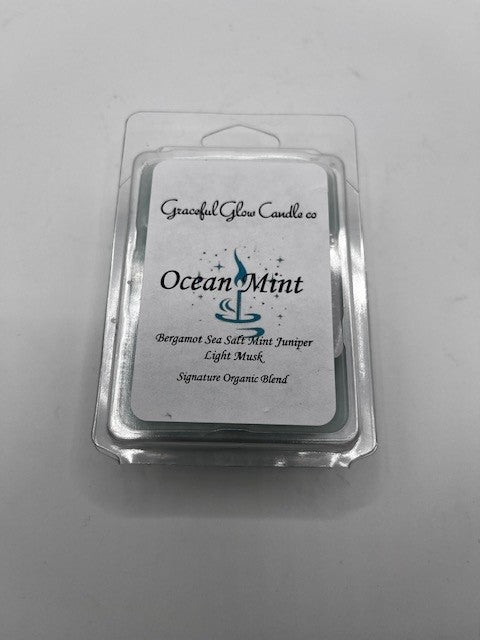 Graceful Glow Candle co
Ocean Mint
Bergamot Sea Salt Mint Juniper
Light Musk
Signature Organic Blend